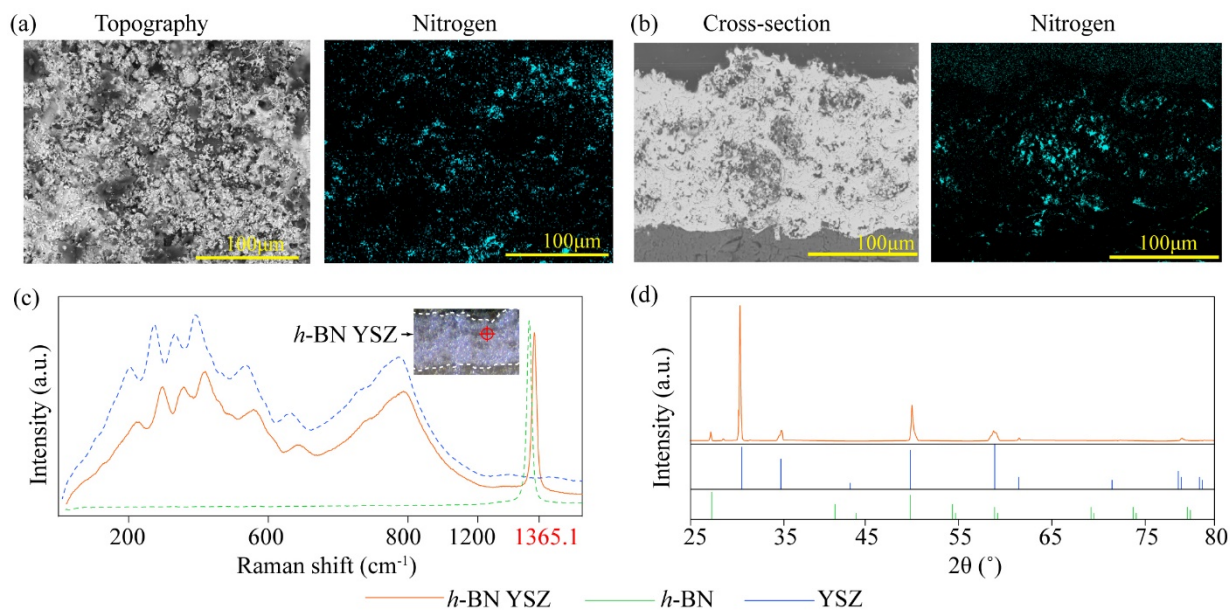 (a) Topography Nitrogen
100μm 100μm
(b) Cross-section Nitrogen
100μm 100μm
(c)
Intensity (a.u.)
h-BN YSZ
200 600 800 1200 1365.1
Raman shift (cm⁻¹)
(d)
Intensity (a.u.)
25 35 45 55 65 75 80
2θ (°)
h-BN YSZ h-BN YSZ